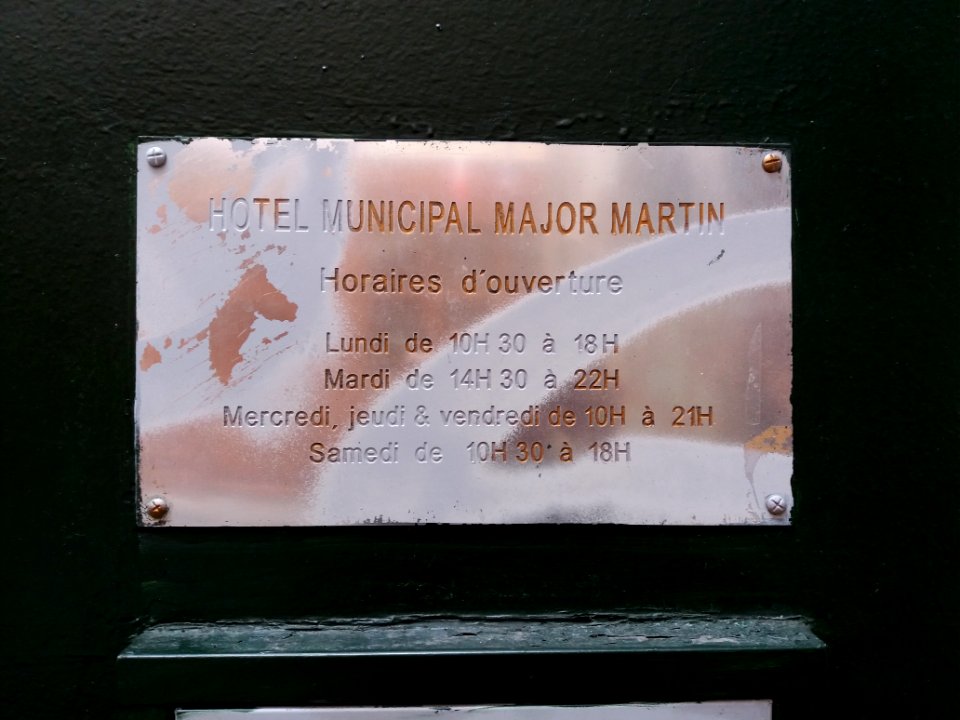 HOTEL MUNICIPAL MAJOR MARTIN
Horaires d´ouverture
Lundi de 10H 30 à 18H
Mardi de 14H 30 à 22H
Mercredi, jeudi & vendredi de 10H à 21H
Samedi de 10H 30 à 18H